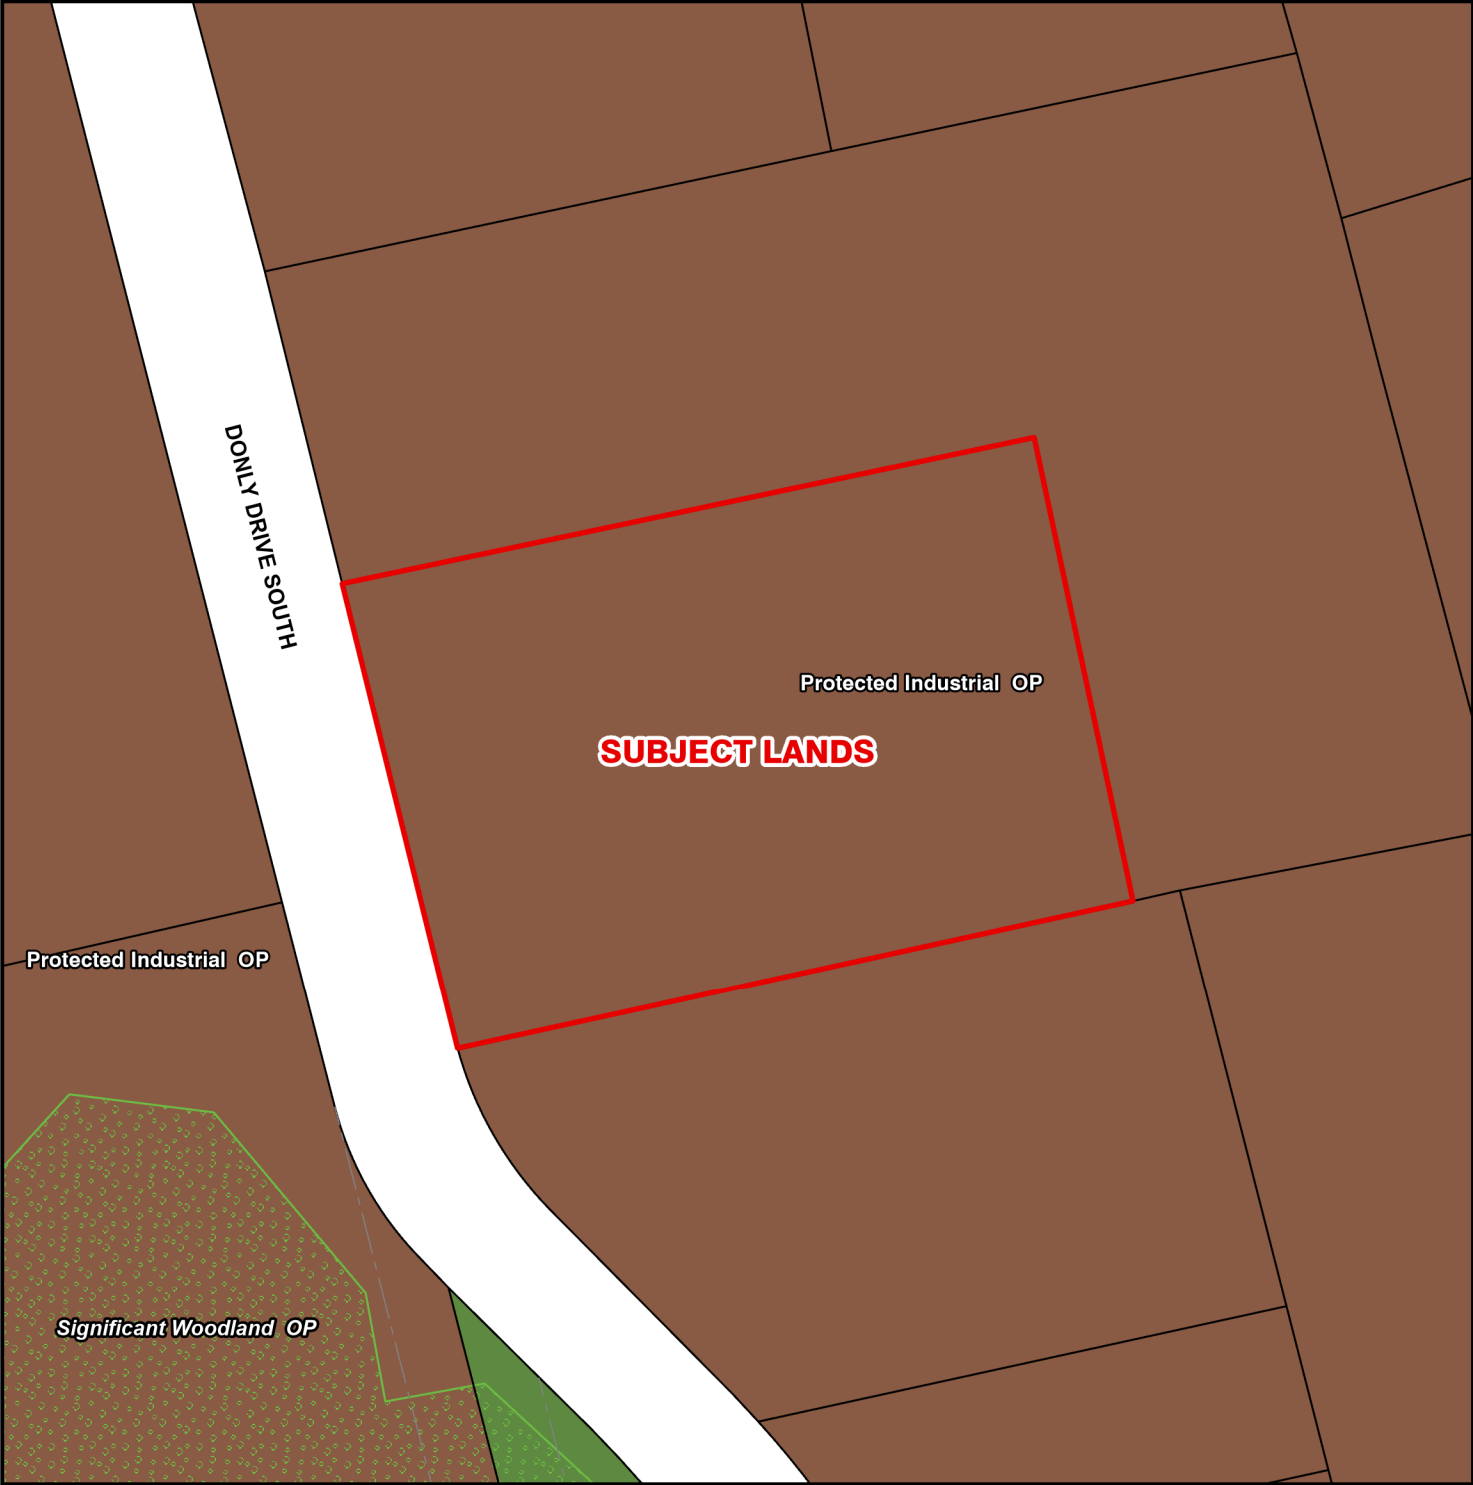 DONLY DRIVE SOUTH
Protected Industrial OP
SUBJECT LANDS
Protected Industrial OP
Significant Woodland OP